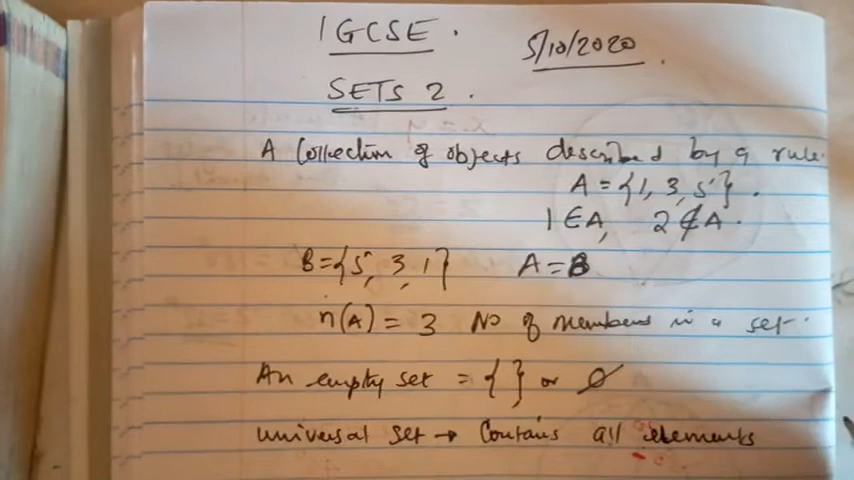 IGCSE.
5/10/2020.
SETS 2.
A Collection of objects described by a rule.
A = {1, 3, 5}.
1 ∈ A, 2 ∉ A.
B = {5, 3, 1} A = B
n(A) = 3 No of members in a set.
An empty set = { } or Ø
universal set → Contains all elements